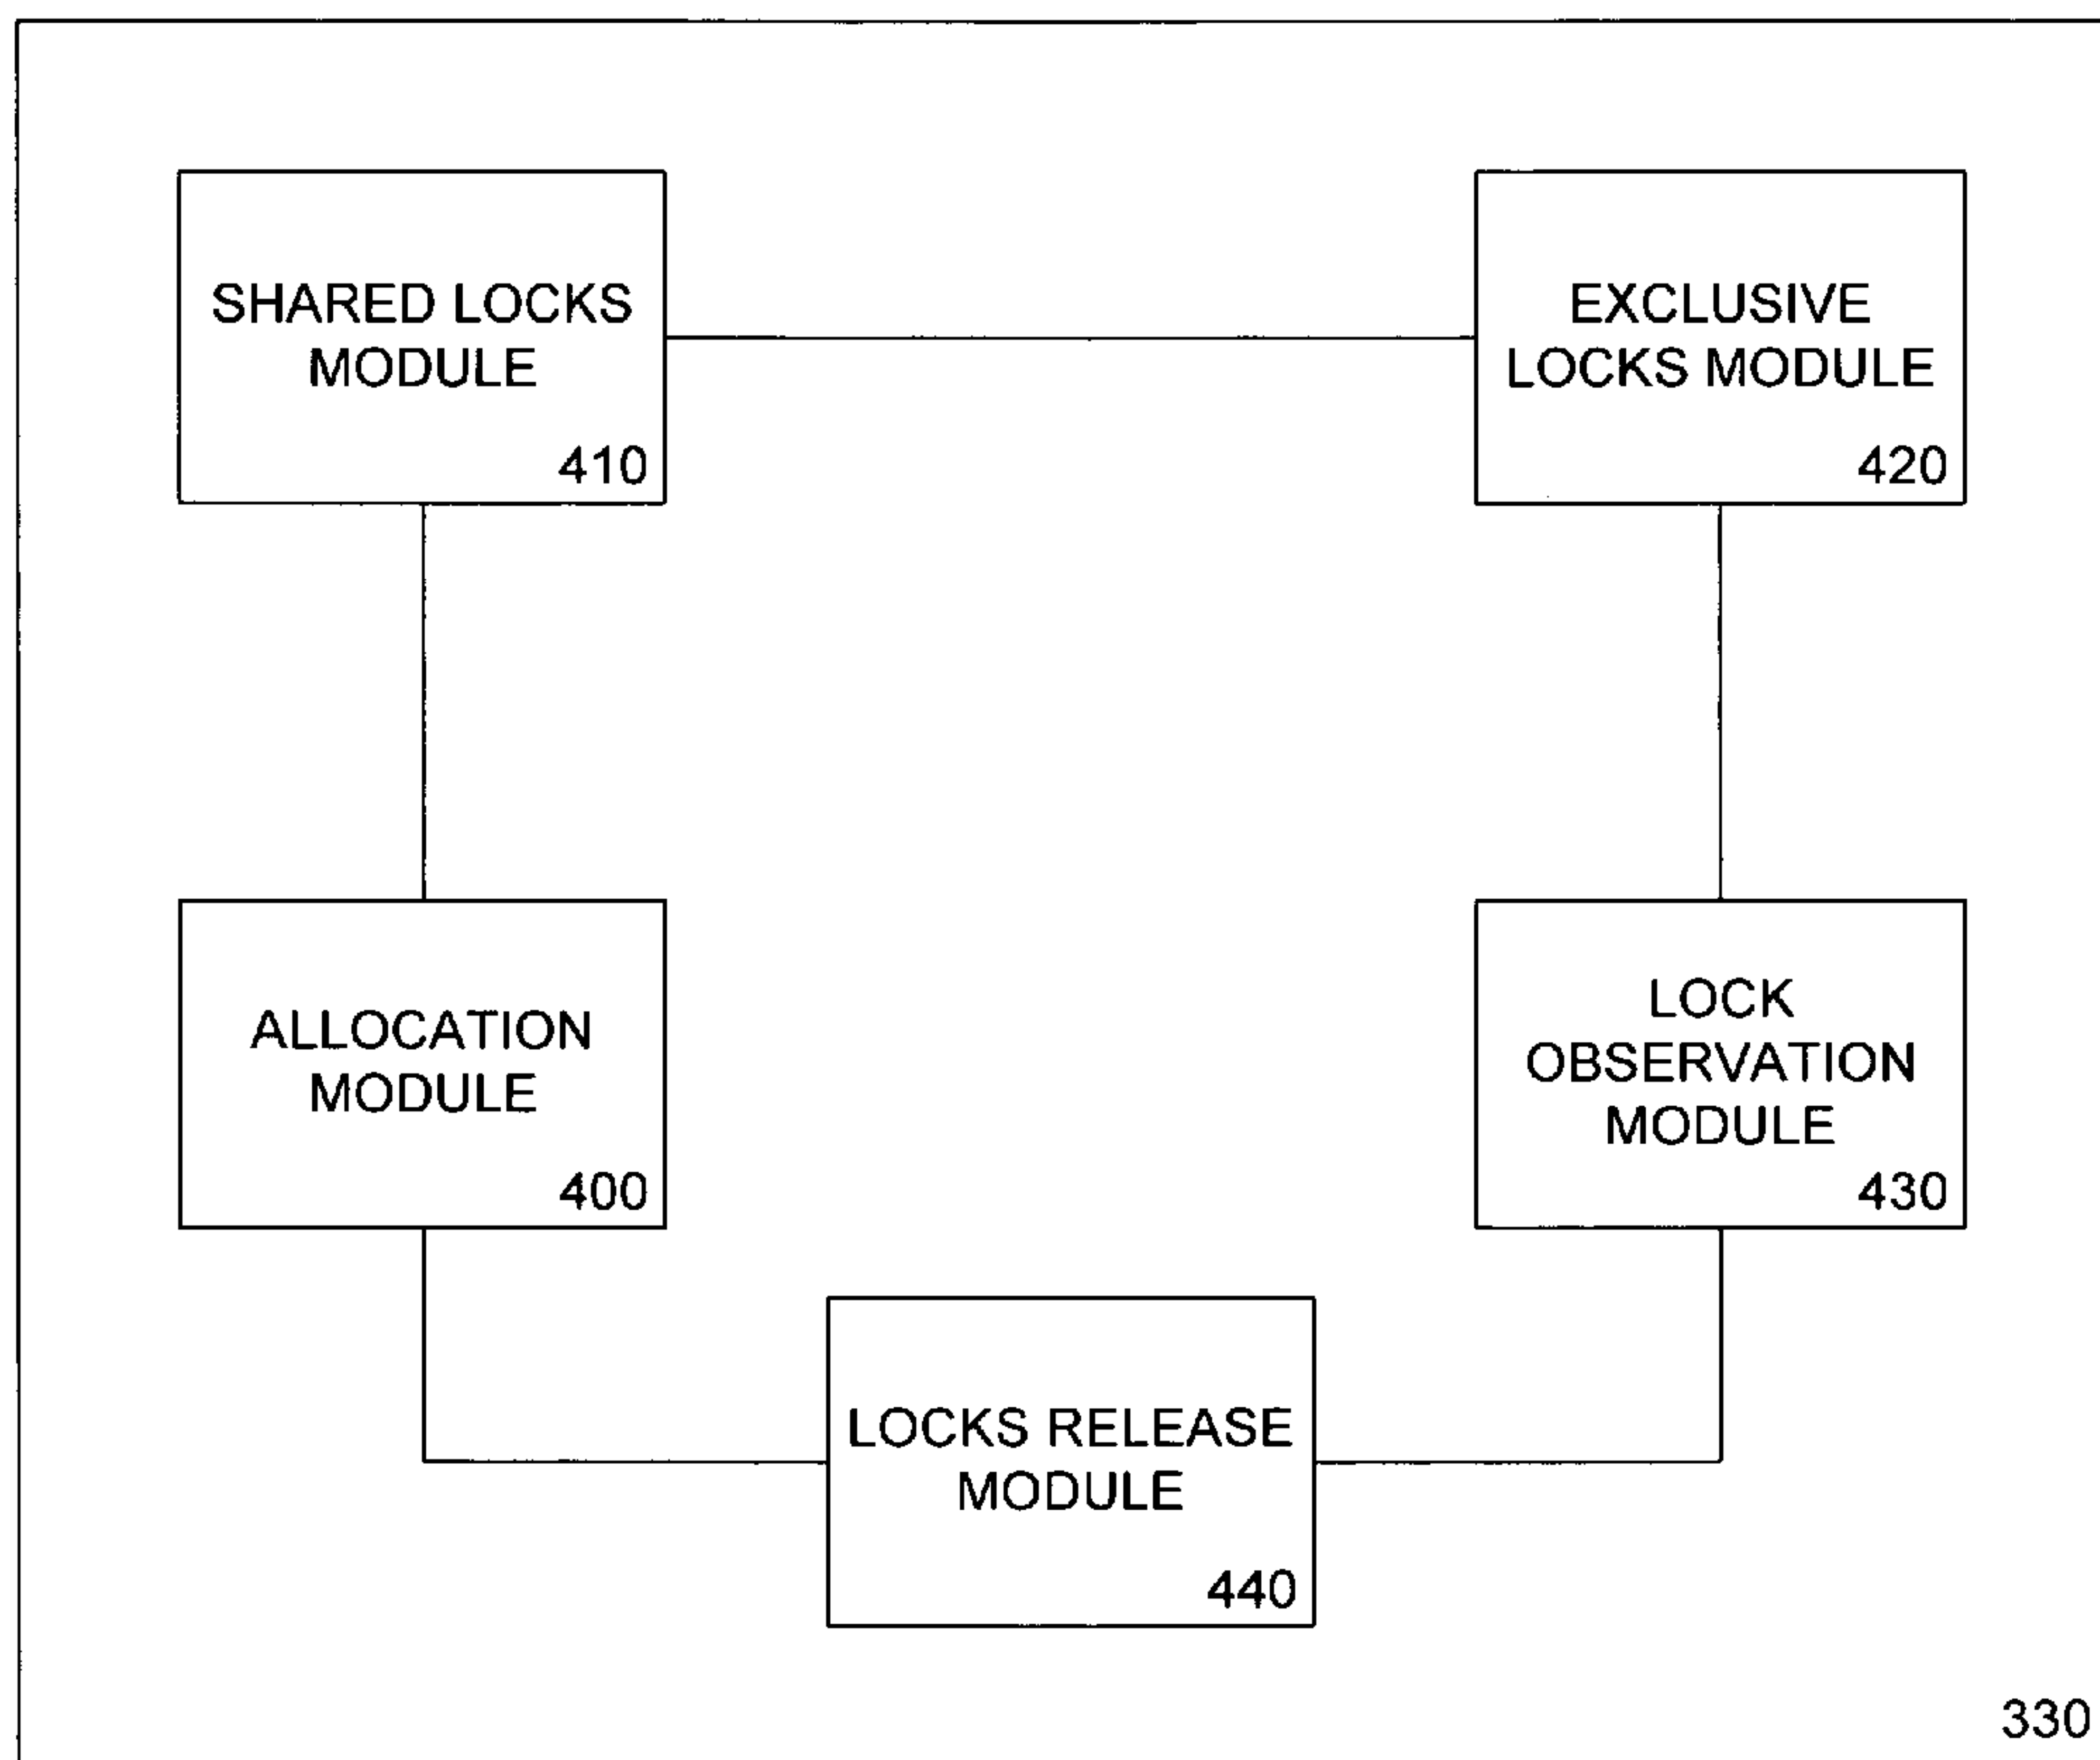 SHARED LOCKS
MODULE
410
EXCLUSIVE
LOCKS MODULE
420
ALLOCATION
MODULE
400
LOCK
OBSERVATION
MODULE
430
LOCKS RELEASE
MODULE
440
330